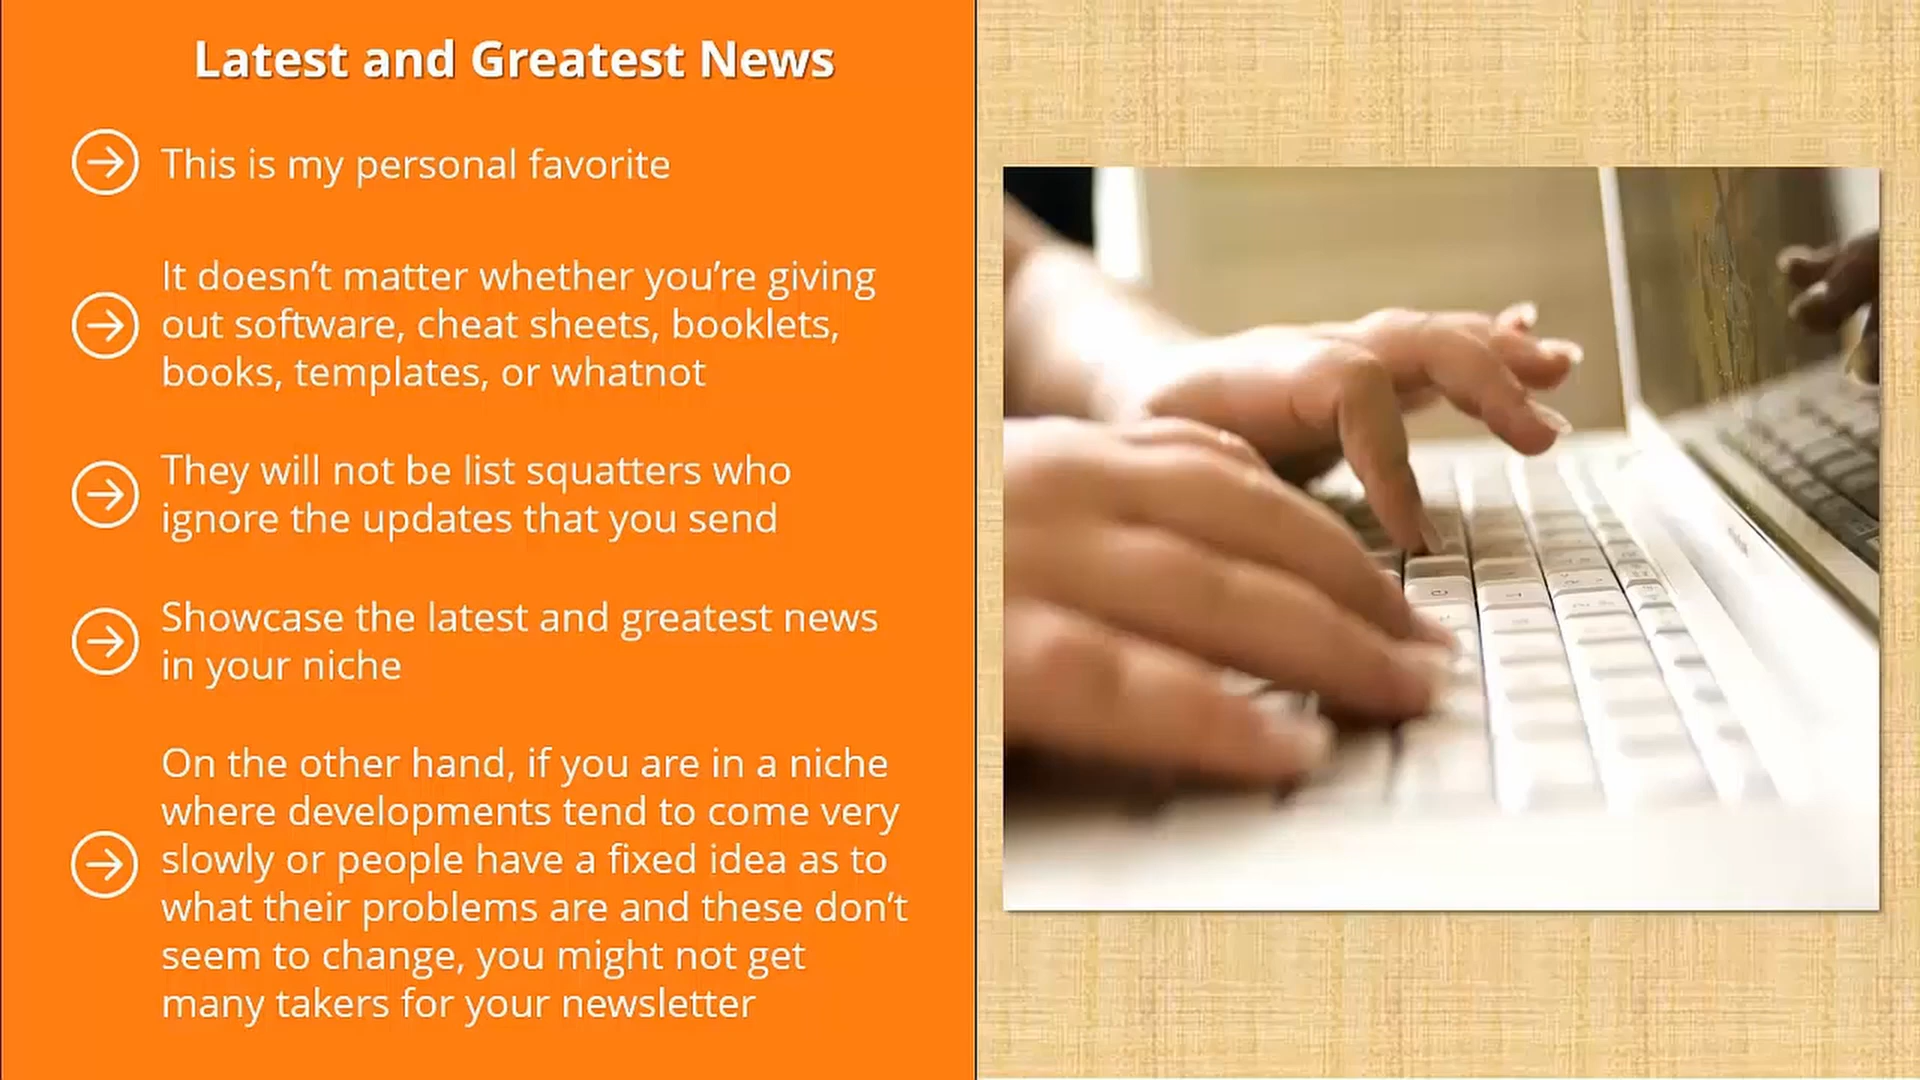 Latest and Greatest News
This is my personal favorite
It doesn’t matter whether you’re giving
out software, cheat sheets, booklets,
books, templates, or whatnot
They will not be list squatters who
ignore the updates that you send
Showcase the latest and greatest news
in your niche
On the other hand, if you are in a niche
where developments tend to come very
slowly or people have a fixed idea as to
what their problems are and these don’t
seem to change, you might not get
many takers for your newsletter